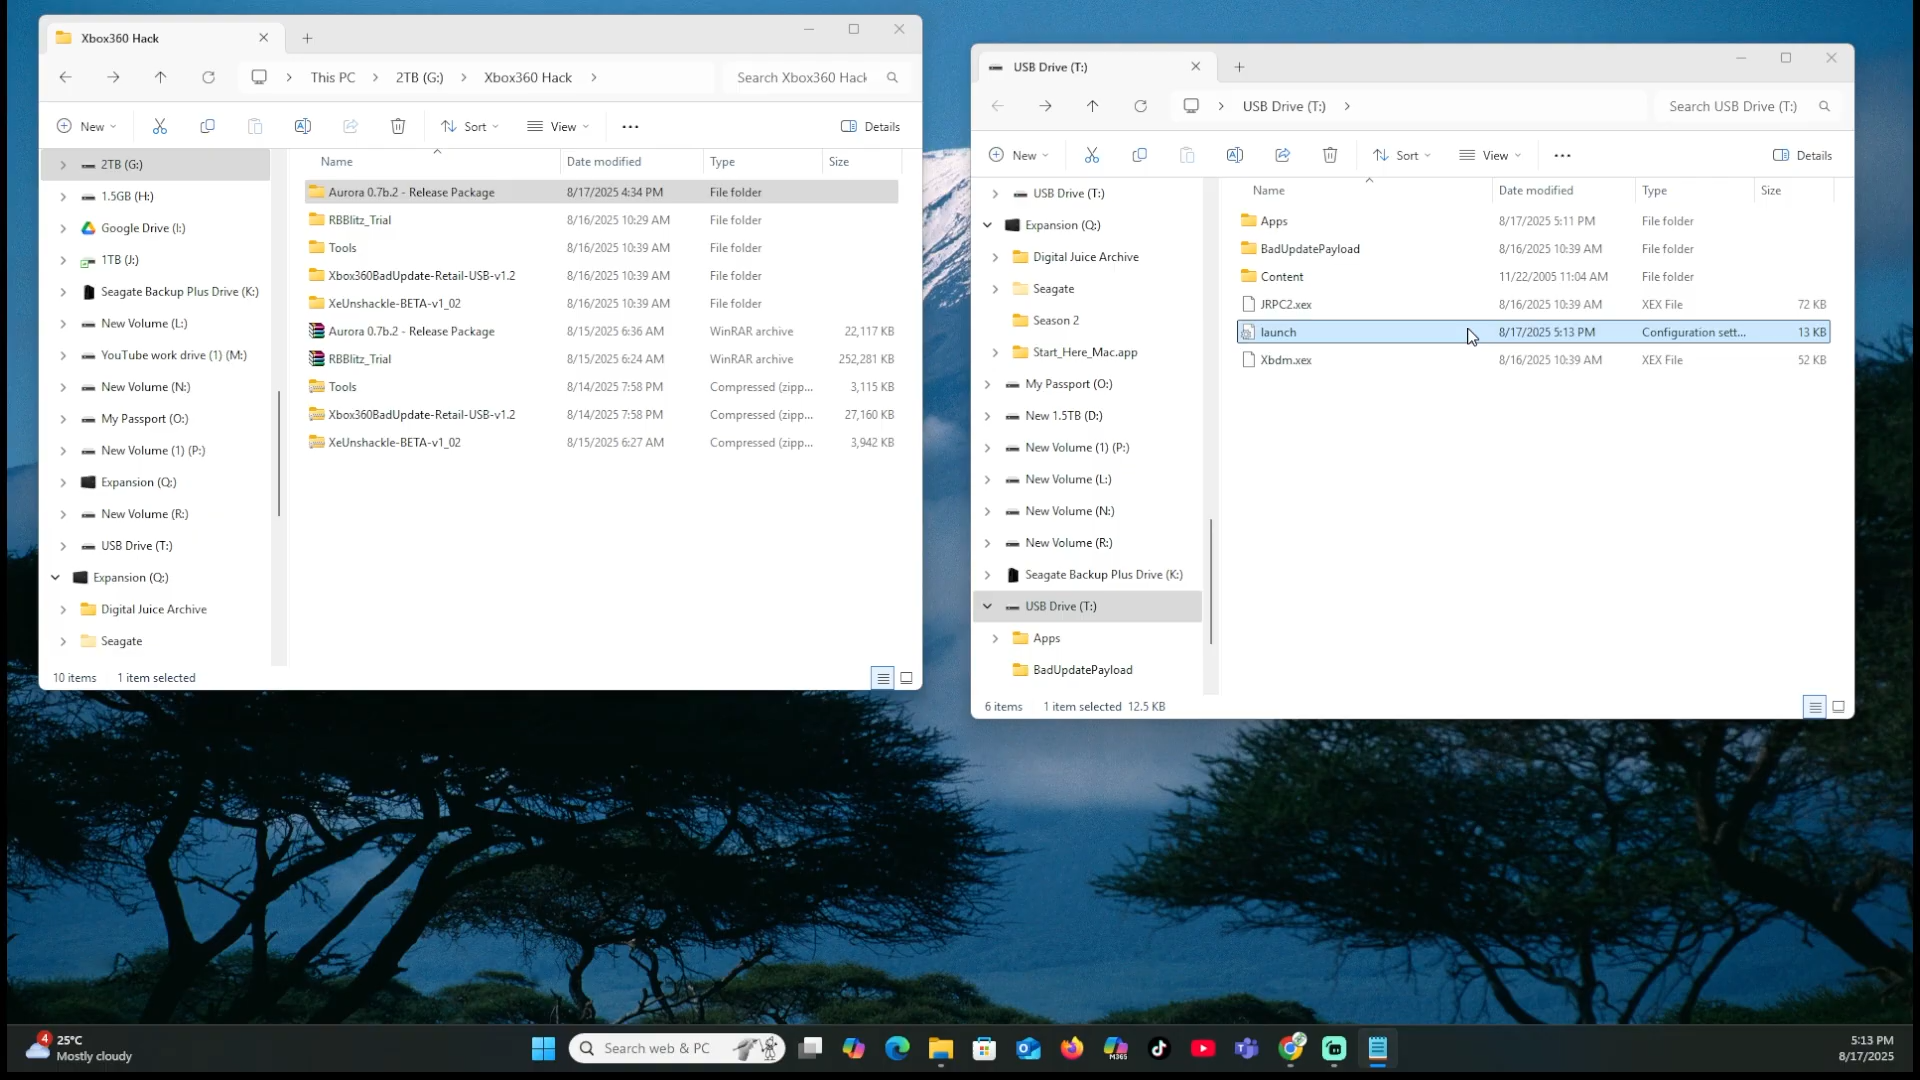 Xbox360 Hack
This PC
2TB (G:)
Xbox360 Hack
Search Xbox360 Hack
New
Sort
View
Details
2TB (G:)
1.5GB (H:)
Google Drive (I:)
1TB (J:)
Seagate Backup Plus Drive (K:)
New Volume (L:)
YouTube work drive (1) (M:)
New Volume (N:)
My Passport (O:)
New Volume (1) (P:)
Expansion (Q:)
New Volume (R:)
USB Drive (T:)
Expansion (Q:)
Digital Juice Archive
Seagate
Name Date modified Type Size
Aurora 0.7b.2 - Release Package 8/17/2025 4:34 PM File folder
RBBlitz_Trial 8/16/2025 10:29 AM File folder
Tools 8/16/2025 10:39 AM File folder
Xbox360BadUpdate-Retail-USB-v1.2 8/16/2025 10:39 AM File folder
XeUnshackle-BETA-v1_02 8/16/2025 10:39 AM File folder
Aurora 0.7b.2 - Release Package 8/15/2025 6:36 AM WinRAR archive 22,117 KB
RBBlitz_Trial 8/15/2025 6:24 AM WinRAR archive 252,281 KB
Tools 8/14/2025 7:58 PM Compressed (zipp... 3,115 KB
Xbox360BadUpdate-Retail-USB-v1.2 8/14/2025 7:58 PM Compressed (zipp... 27,160 KB
XeUnshackle-BETA-v1_02 8/15/2025 6:27 AM Compressed (zipp... 3,942 KB
10 items 1 item selected
USB Drive (T:)
USB Drive (T:)
Search USB Drive (T:)
New
Sort
View
Details
USB Drive (T:)
Expansion (Q:)
Digital Juice Archive
Seagate
Season 2
Start_Here_Mac.app
My Passport (O:)
New 1.5TB (D:)
New Volume (1) (P:)
New Volume (L:)
New Volume (N:)
New Volume (R:)
Seagate Backup Plus Drive (K:)
USB Drive (T:)
Apps
BadUpdatePayload
Name Date modified Type Size
Apps 8/17/2025 5:11 PM File folder
BadUpdatePayload 8/16/2025 10:39 AM File folder
Content 11/22/2005 11:04 AM File folder
JRPC2.xex 8/16/2025 10:39 AM XEX File 72 KB
launch 8/17/2025 5:13 PM Configuration sett... 13 KB
Xbdm.xex 8/16/2025 10:39 AM XEX File 52 KB
6 items 1 item selected 12.5 KB
4
25°C
Mostly cloudy
Search web & PC
M365
5:13 PM
8/17/2025